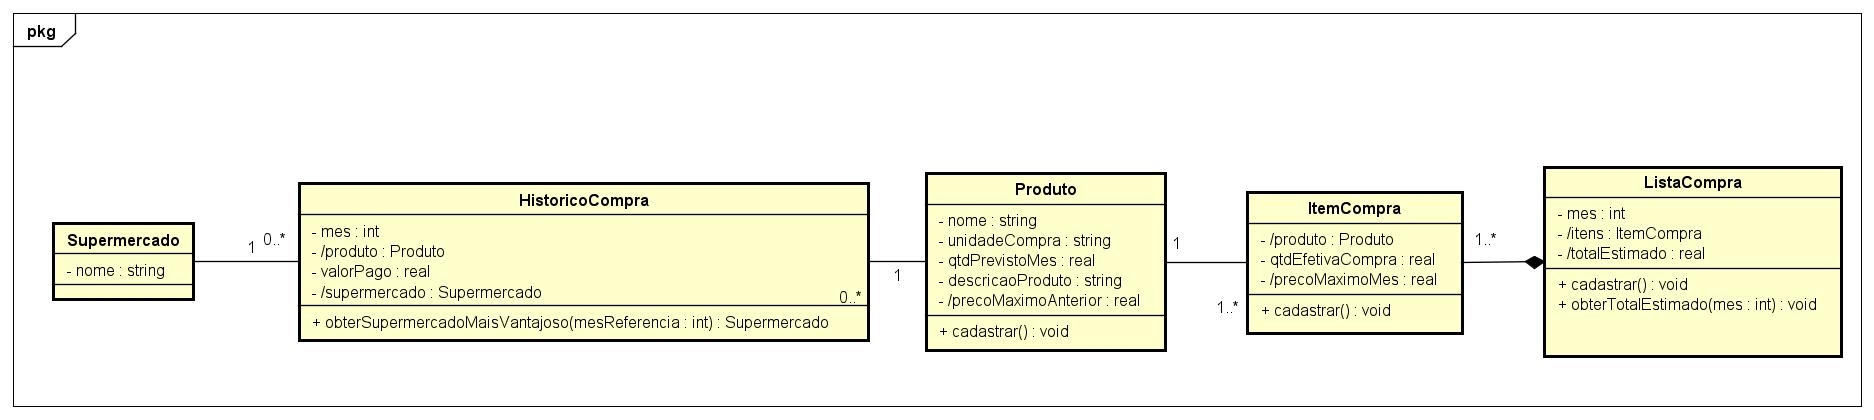 pkg
Supermercado
- nome : string
1
0..*
HistoricoCompra
- mes : int
- /produto : Produto
- valorPago : real
- /supermercado : Supermercado
0..*
+ obterSupermercadoMaisVantajoso(mesReferencia : int) : Supermercado
1
Produto
- nome : string
- unidadeCompra : string
- qtdPrevistoMes : real
- descricaoProduto : string
- /precoMaximoAnterior : real
+ cadastrar() : void
1
1..*
ItemCompra
- /produto : Produto
- qtdEfetivaCompra : real
- /precoMaximoMes : real
+ cadastrar() : void
1..*
ListaCompra
- mes : int
- /itens : ItemCompra
- /totalEstimado : real
+ cadastrar() : void
+ obterTotalEstimado(mes : int) : void